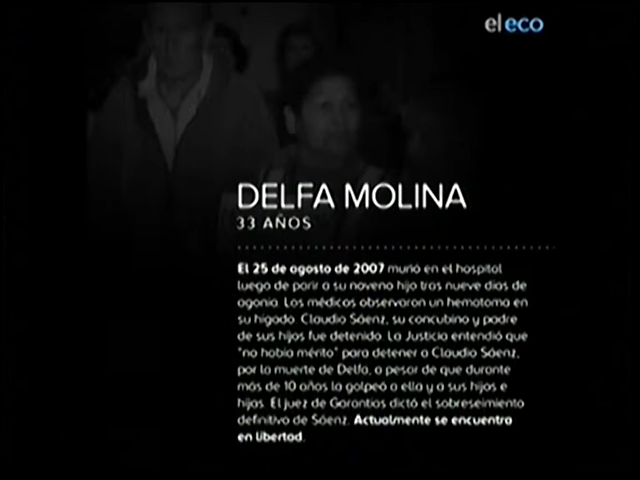 el eco
DELFA MOLINA
33 AÑOS
El 25 de agosto de 2007 murió en el hospital
luego de parir a su noveno hijo tras nueve días de
agonía. Los médicos observaron un hematoma en
su hígado. Claudio Sáenz, su concubino y padre
de sus hijos fue detenido. La Justicia entendió que
"no había mérito" para detener a Claudio Sáenz,
por la muerte de Delfa, a pesar de que durante
más de 10 años la golpeó a ella y a sus hijos e
hijas. El juez de Garantías dictó el sobreseimiento
definitivo de Sáenz. Actualmente se encuentra
en libertad.